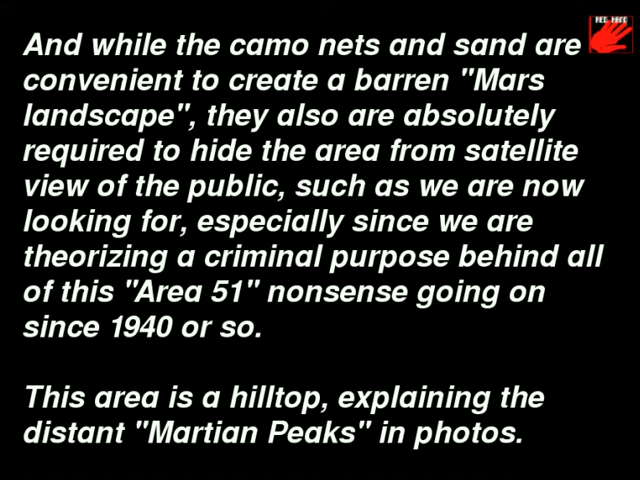 RED HAND
And while the camo nets and sand are
convenient to create a barren "Mars
landscape", they also are absolutely
required to hide the area from satellite
view of the public, such as we are now
looking for, especially since we are
theorizing a criminal purpose behind all
of this "Area 51" nonsense going on
since 1940 or so.
This area is a hilltop, explaining the
distant "Martian Peaks" in photos.